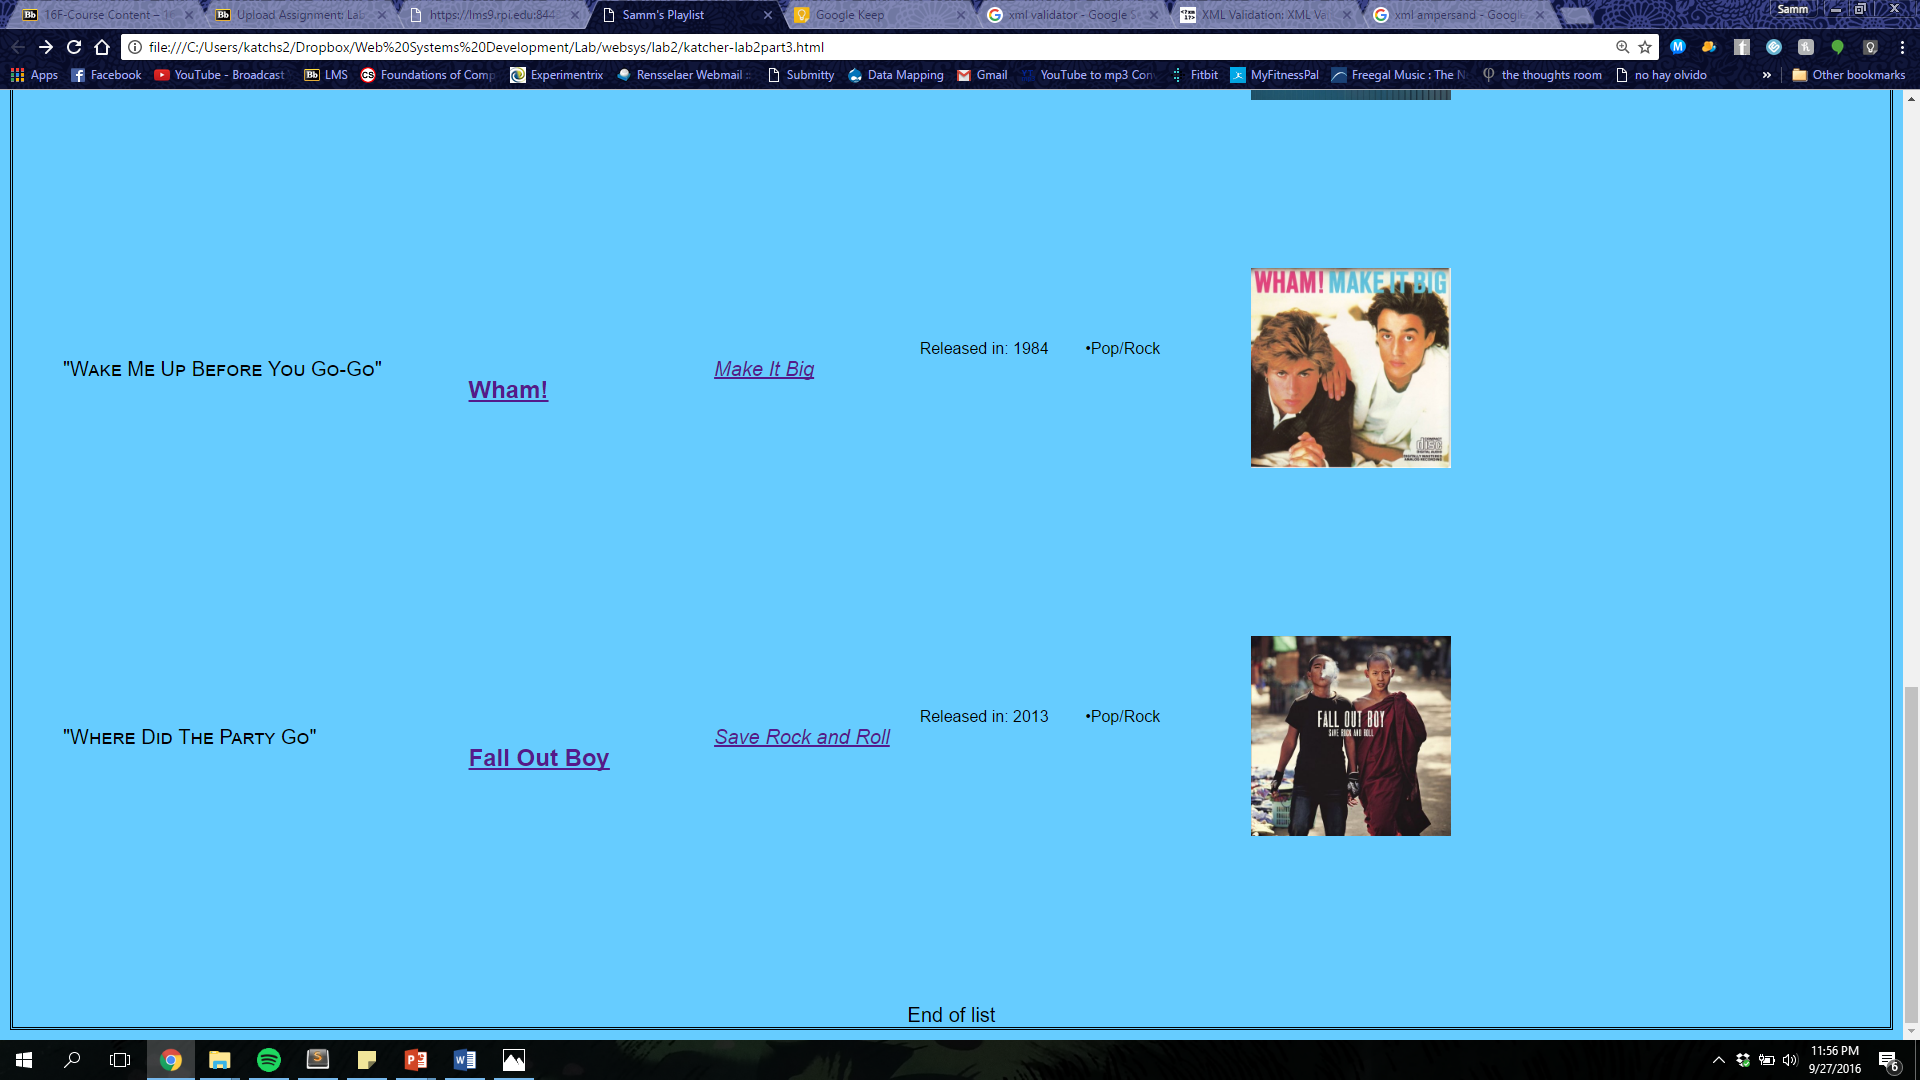 16F-Course Content –
Upload Assignment: La
https://lms9.rpi.edu:844
Samm's Playlist
Google Keep
xml validator - Google
XML Validation: XML Va
xml ampersand - Google
Samm
file:///C:/Users/katchs2/Dropbox/Web%20Systems%20Development/Lab/websys/lab2/katcher-lab2part3.html
Apps
Facebook
YouTube - Broadcast
LMS
Foundations of Comp
Experimentrix
Rensselaer Webmail ::
Submitty
Data Mapping
Gmail
YouTube to mp3 Con
Fitbit
MyFitnessPal
Freegal Music : The N
the thoughts room
no hay olvido
»
Other bookmarks
WHAM! MAKE IT BIG
"Wake Me Up Before You Go-Go"
Wham!
Make It Big
Released in: 1984
•Pop/Rock
disc
"Where Did The Party Go"
Fall Out Boy
Save Rock and Roll
Released in: 2013
•Pop/Rock
FALL OUT BOY
SAVE ROCK AND ROLL
End of list
11:56 PM
9/27/2016
6